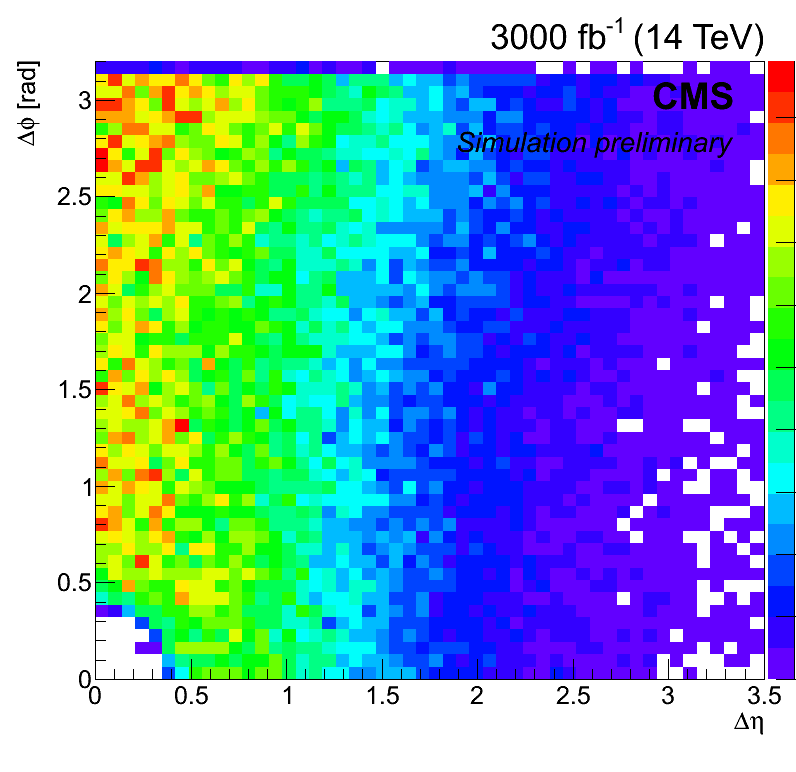 3000 fb-1 (14 TeV)
Δϕ [rad]
CMS
Simulation preliminary
3
2.5
2
1.5
1
0.5
0
0 0.5 1 1.5 2 2.5 3 3.5
Δη